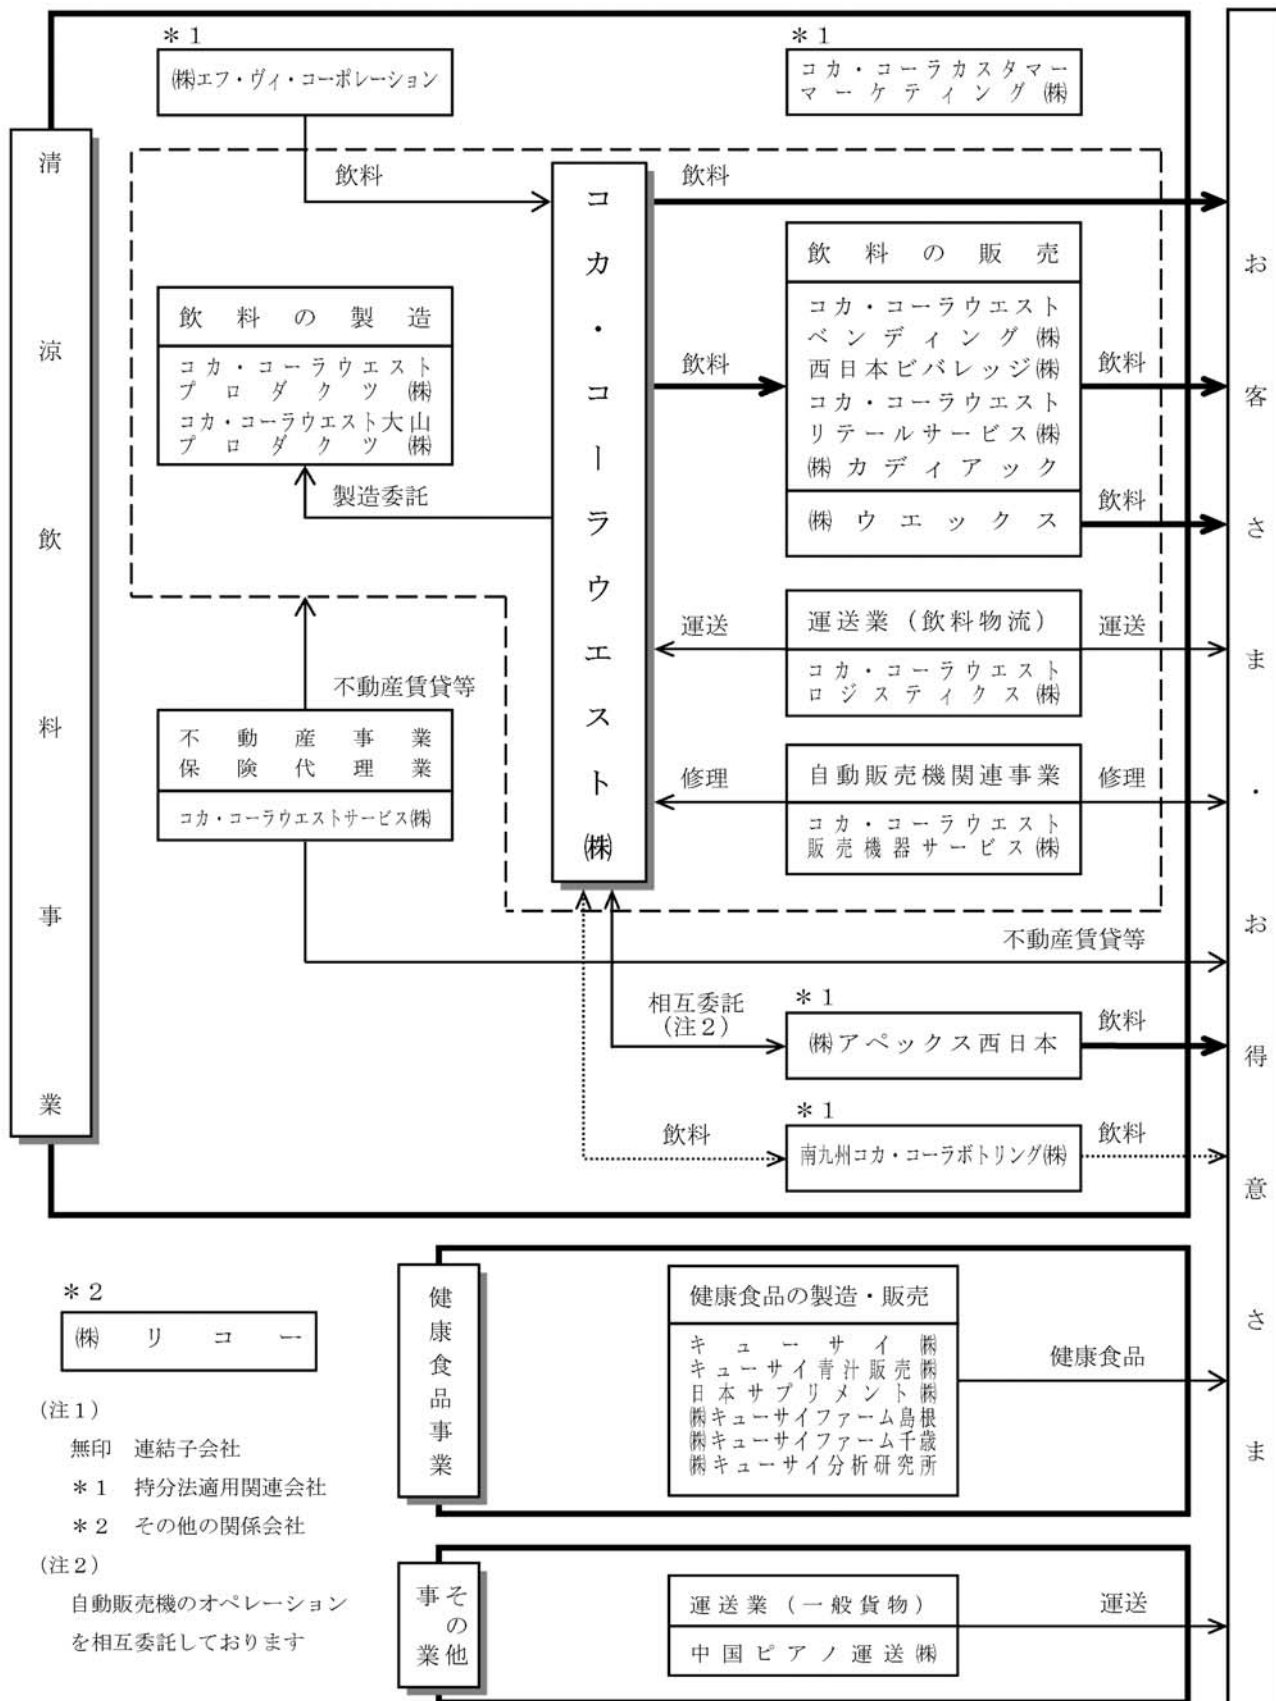 ＊1
㈱エフ・ヴィ・コーポレーション
＊1
コカ・コーラカスタマー
マーケティング㈱
清涼飲料事業
飲料
コカ・コーラウエスト㈱
飲料
お客さま・お得意さま
飲料の製造
コカ・コーラウエスト
プロダクツ㈱
コカ・コーラウエスト大山
プロダクツ㈱
製造委託
飲料
飲料の販売
コカ・コーラウエスト
ベンディング㈱
西日本ビバレッジ㈱
コカ・コーラウエスト
リテールサービス㈱
㈱カディアック
飲料
㈱ウエックス
飲料
運送
運送業（飲料物流）
コカ・コーラウエスト
ロジスティクス㈱
運送
不動産賃貸等
不動産事業
保険代理業
コカ・コーラウエストサービス㈱
修理
自動販売機関連事業
コカ・コーラウエスト
販売機器サービス㈱
修理
不動産賃貸等
相互委託
（注２）
＊1
㈱アペックス西日本
飲料
飲料
＊1
南九州コカ・コーラボトリング㈱
飲料
＊2
㈱リコー
健康食品事業
健康食品の製造・販売
キューサイ㈱
キューサイ青汁販売㈱
日本サプリメント㈱
㈱キューサイファーム島根
㈱キューサイファーム千歳
㈱キューサイ分析研究所
健康食品
（注１）
無印　連結子会社
＊1　持分法適用関連会社
＊2　その他の関係会社
（注２）
自動販売機のオペレーション
を相互委託しております
その他
事業
運送業（一般貨物）
中国ピアノ運送㈱
運送